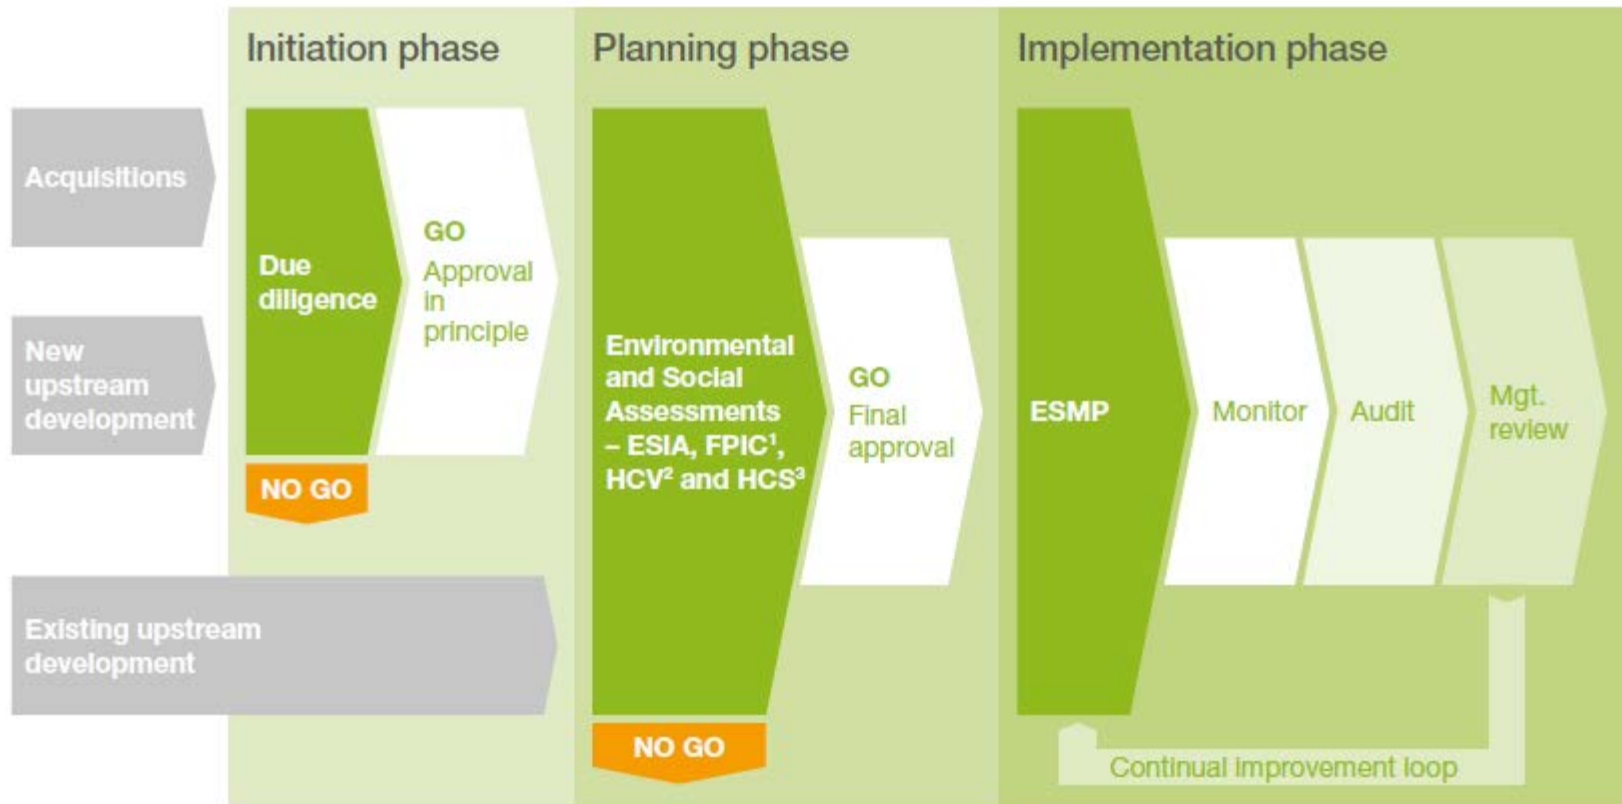 Initiation phase
Planning phase
Implementation phase
Acquisitions
New
upstream
development
Existing upstream
development
Due
diligence
GO
Approval
in
principle
NO GO
Environmental
and Social
Assessments
– ESIA, FPIC¹,
HCV² and HCS³
GO
Final
approval
NO GO
ESMP
Monitor
Audit
Mgt.
review
Continual improvement loop